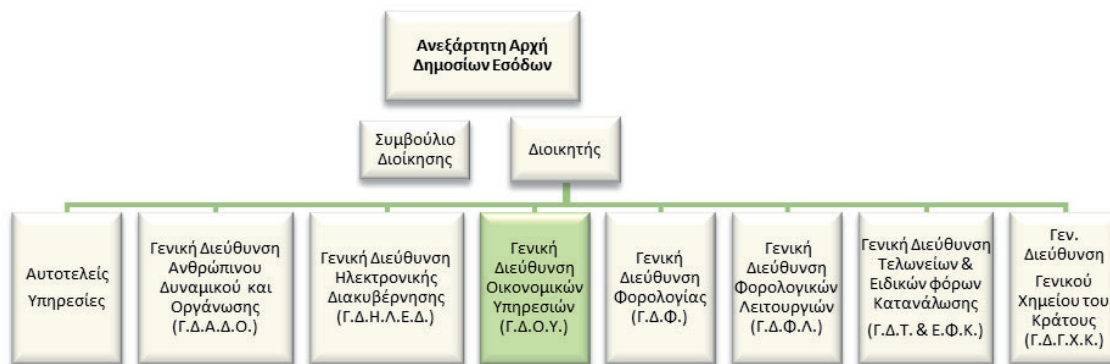 Ανεξάρτητη Αρχή
Δημοσίων Εσόδων
Συμβούλιο
Διοίκησης
Διοικητής
Αυτοτελείς
Υπηρεσίες
Γενική Διεύθυνση
Ανθρώπινου
Δυναμικού και
Οργάνωσης
(Γ.Δ.Α.Δ.Ο.)
Γενική Διεύθυνση
Ηλεκτρονικής
Διακυβέρνησης
(Γ.Δ.Η.Λ.Ε.Δ.)
Γενική
Διεύθυνση
Οικονομικών
Υπηρεσιών
(Γ.Δ.Ο.Υ.)
Γενική
Διεύθυνση
Φορολογίας
(Γ.Δ.Φ.)
Γενική
Διεύθυνση
Φορολογικών
Λειτουργιών
(Γ.Δ.Φ.Λ.)
Γενική Διεύθυνση
Τελωνείων &
Ειδικών φόρων
Κατανάλωσης
(Γ.Δ.Τ. & Ε.Φ.Κ.)
Γεν.
Διεύθυνση
Γενικού
Χημείου του
Κράτους
(Γ.Δ.Γ.Χ.Κ.)